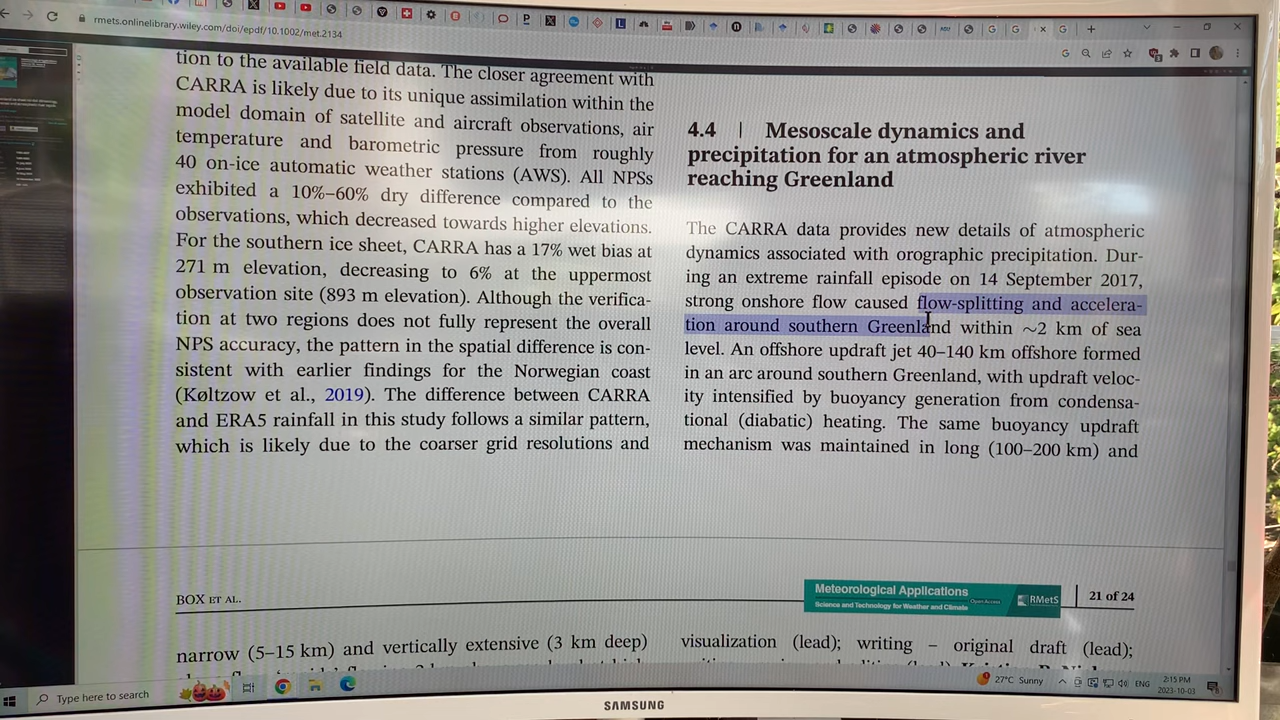 rmets.onlinelibrary.wiley.com/doi/epdf/10.1002/met.2134
tion to the available field data. The closer agreement with
CARRA is likely due to its unique assimilation within the
model domain of satellite and aircraft observations, air
temperature and barometric pressure from roughly
40 on-ice automatic weather stations (AWS). All NPSs
exhibited a 10%–60% dry difference compared to the
observations, which decreased towards higher elevations.
For the southern ice sheet, CARRA has a 17% wet bias at
271 m elevation, decreasing to 6% at the uppermost
observation site (893 m elevation). Although the verifica-
tion at two regions does not fully represent the overall
NPS accuracy, the pattern in the spatial difference is con-
sistent with earlier findings for the Norwegian coast
(Køltzow et al., 2019). The difference between CARRA
and ERA5 rainfall in this study follows a similar pattern,
which is likely due to the coarser grid resolutions and
4.4 | Mesoscale dynamics and
precipitation for an atmospheric river
reaching Greenland
The CARRA data provides new details of atmospheric
dynamics associated with orographic precipitation. Dur-
ing an extreme rainfall episode on 14 September 2017,
strong onshore flow caused flow-splitting and accelera-
tion around southern Greenland within ~2 km of sea
level. An offshore updraft jet 40–140 km offshore formed
in an arc around southern Greenland, with updraft veloc-
ity intensified by buoyancy generation from condensa-
tional (diabatic) heating. The same buoyancy updraft
mechanism was maintained in long (100–200 km) and
BOX ET AL.
Meteorological Applications
Science and Technology for Weather and Climate
Open Access
RMetS
21 of 24
narrow (5–15 km) and vertically extensive (3 km deep)
visualization (lead); writing – original draft (lead);
Type here to search
27°C Sunny
ENG
2:15 PM
2023-10-03
SAMSUNG